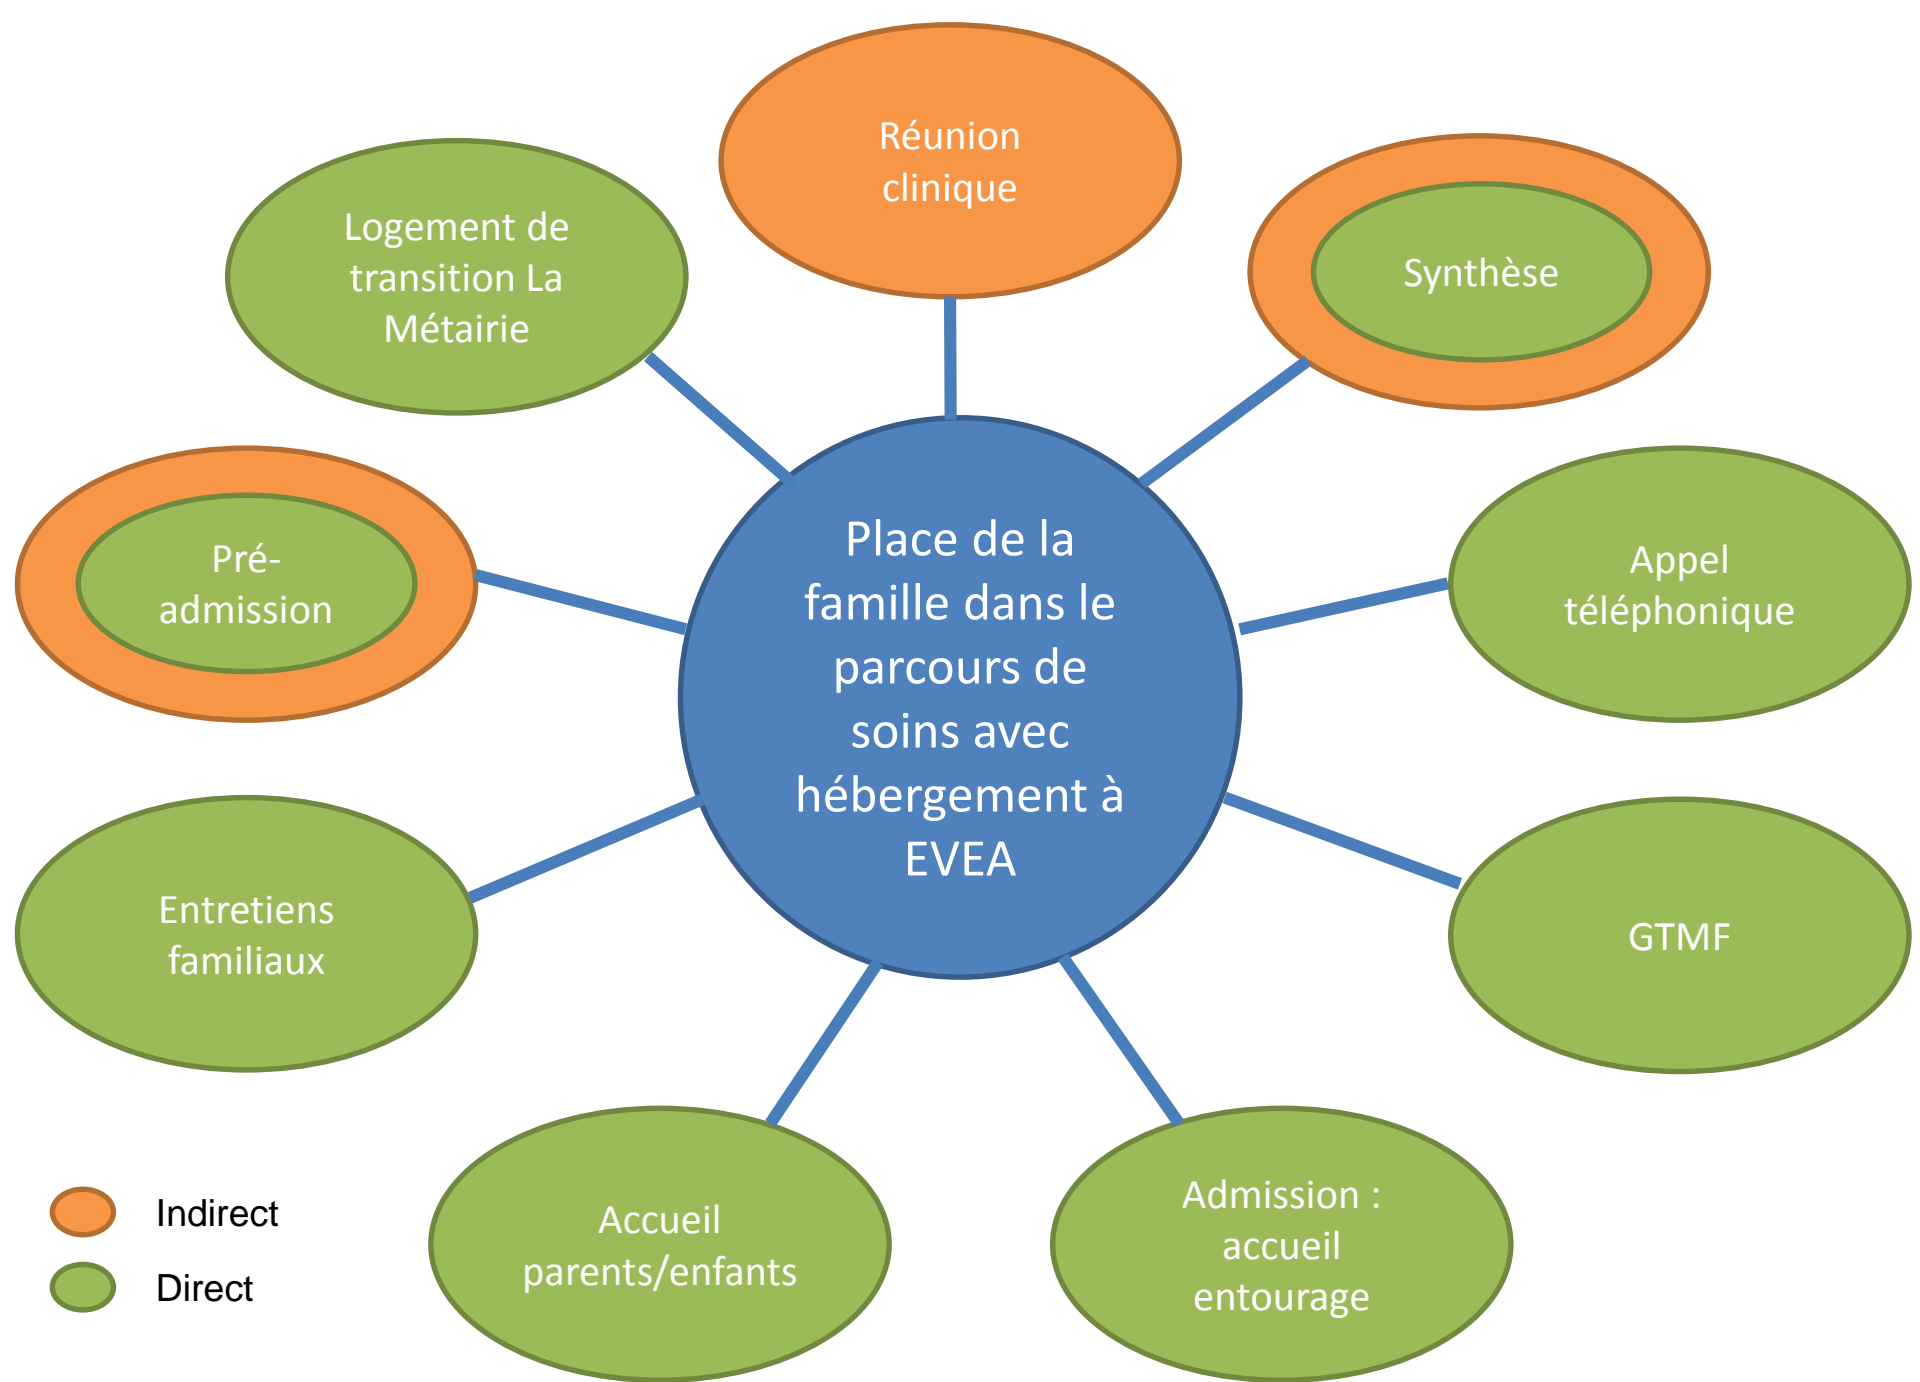 Réunion
clinique
Logement de
transition La
Métairie
Synthèse
Pré-
admission
Place de la
famille dans le
parcours de
soins avec
hébergement à
EVEA
Appel
téléphonique
Entretiens
familiaux
GTMF
Accueil
parents/enfants
Admission :
accueil
entourage
Indirect
Direct